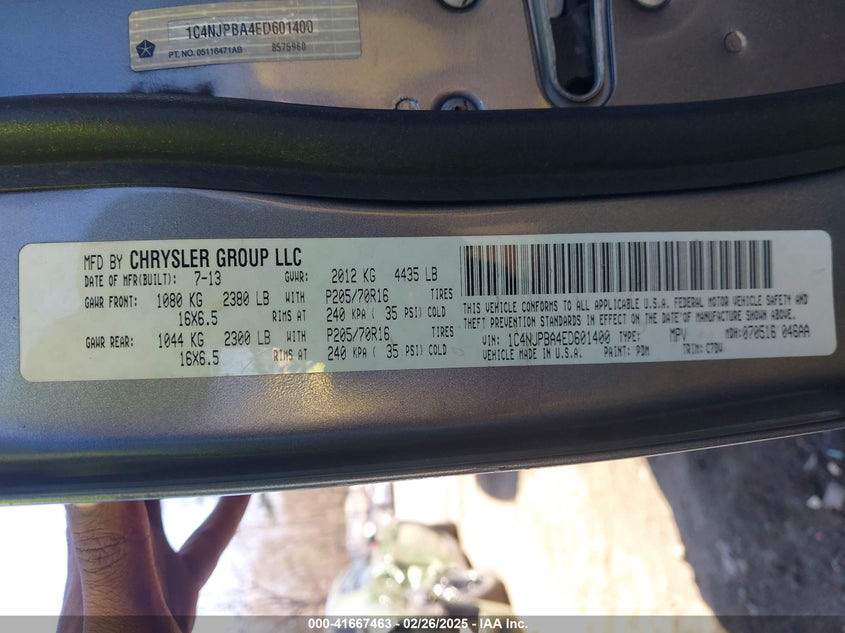 1C4NJPBA4ED601400
PT. NO. 05116471AB 8575960
MFD BY CHRYSLER GROUP LLC
DATE OF MFR(BUILT): 7-13 GVWR: 2012 KG 4435 LB
GAWR FRONT: 1080 KG 2380 LB WITH P205/70R16 TIRES
16X6.5 RIMS AT 240 KPA ( 35 PSI) COLD
GAWR REAR: 1044 KG 2300 LB WITH P205/70R16 TIRES
16X6.5 RIMS AT 240 KPA ( 35 PSI) COLD
THIS VEHICLE CONFORMS TO ALL APPLICABLE U.S.A. FEDERAL MOTOR VEHICLE SAFETY AND
THEFT PREVENTION STANDARDS IN EFFECT ON THE DATE OF MANUFACTURE SHOWN ABOVE.
VIN: 1C4NJPBA4ED601400 TYPE: MPV MDH: 070516 046AA
VEHICLE MADE IN U.S.A. PAINT: PDM TRIM: C7DV
000-41667463 - 02/26/2025 - IAA Inc.